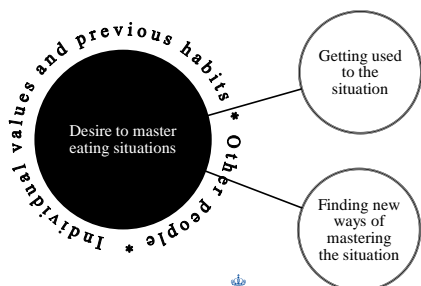 Individual values and previous habits * Other people *
Desire to master
eating situations
Getting used
to the
situation
Finding new
ways of
mastering
the situation